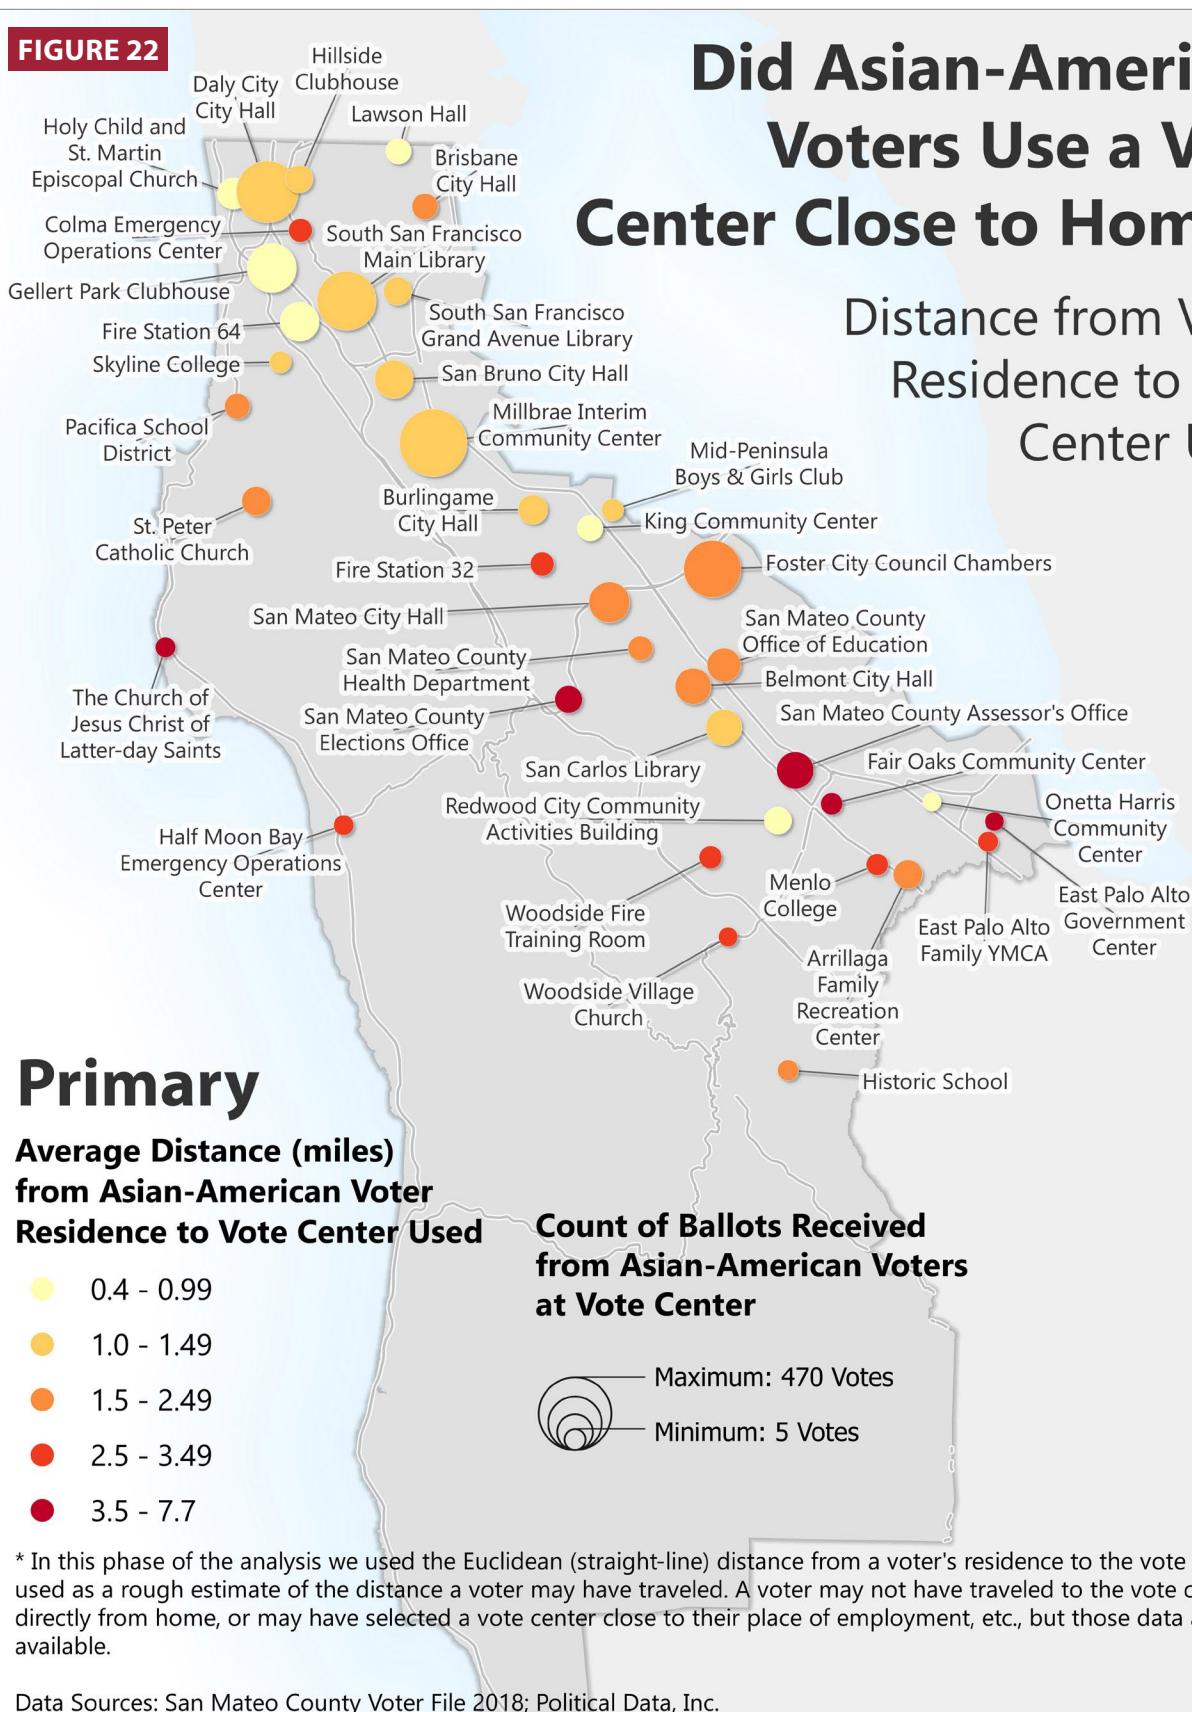 FIGURE 22
Did Asian-Ameri
Voters Use a V
Center Close to Hom
Distance from V
Residence to
Center U
Hillside
Clubhouse
Daly City
City Hall
Lawson Hall
Holy Child and
St. Martin
Episcopal Church
Brisbane
City Hall
Colma Emergency
Operations Center
South San Francisco
Main Library
Gellert Park Clubhouse
Fire Station 64
South San Francisco
Grand Avenue Library
Skyline College
San Bruno City Hall
Pacifica School
District
Millbrae Interim
Community Center
Mid-Peninsula
Boys & Girls Club
Burlingame
City Hall
King Community Center
St. Peter
Catholic Church
Fire Station 32
Foster City Council Chambers
San Mateo City Hall
San Mateo County
Office of Education
San Mateo County
Health Department
Belmont City Hall
The Church of
Jesus Christ of
Latter-day Saints
San Mateo County
Elections Office
San Mateo County Assessor's Office
San Carlos Library
Fair Oaks Community Center
Redwood City Community
Activities Building
Onetta Harris
Community
Center
Half Moon Bay
Emergency Operations
Center
Menlo
College
East Palo Alto
Government
Center
Woodside Fire
Training Room
East Palo Alto
Family YMCA
Arrillaga
Family
Recreation
Center
Woodside Village
Church
Historic School
Primary
Average Distance (miles)
from Asian-American Voter
Residence to Vote Center Used
0.4 - 0.99
1.0 - 1.49
1.5 - 2.49
2.5 - 3.49
3.5 - 7.7
Count of Ballots Received
from Asian-American Voters
at Vote Center
Maximum: 470 Votes
Minimum: 5 Votes
* In this phase of the analysis we used the Euclidean (straight-line) distance from a voter's residence to the vote
used as a rough estimate of the distance a voter may have traveled. A voter may not have traveled to the vote c
directly from home, or may have selected a vote center close to their place of employment, etc., but those data
available.
Data Sources: San Mateo County Voter File 2018; Political Data, Inc.